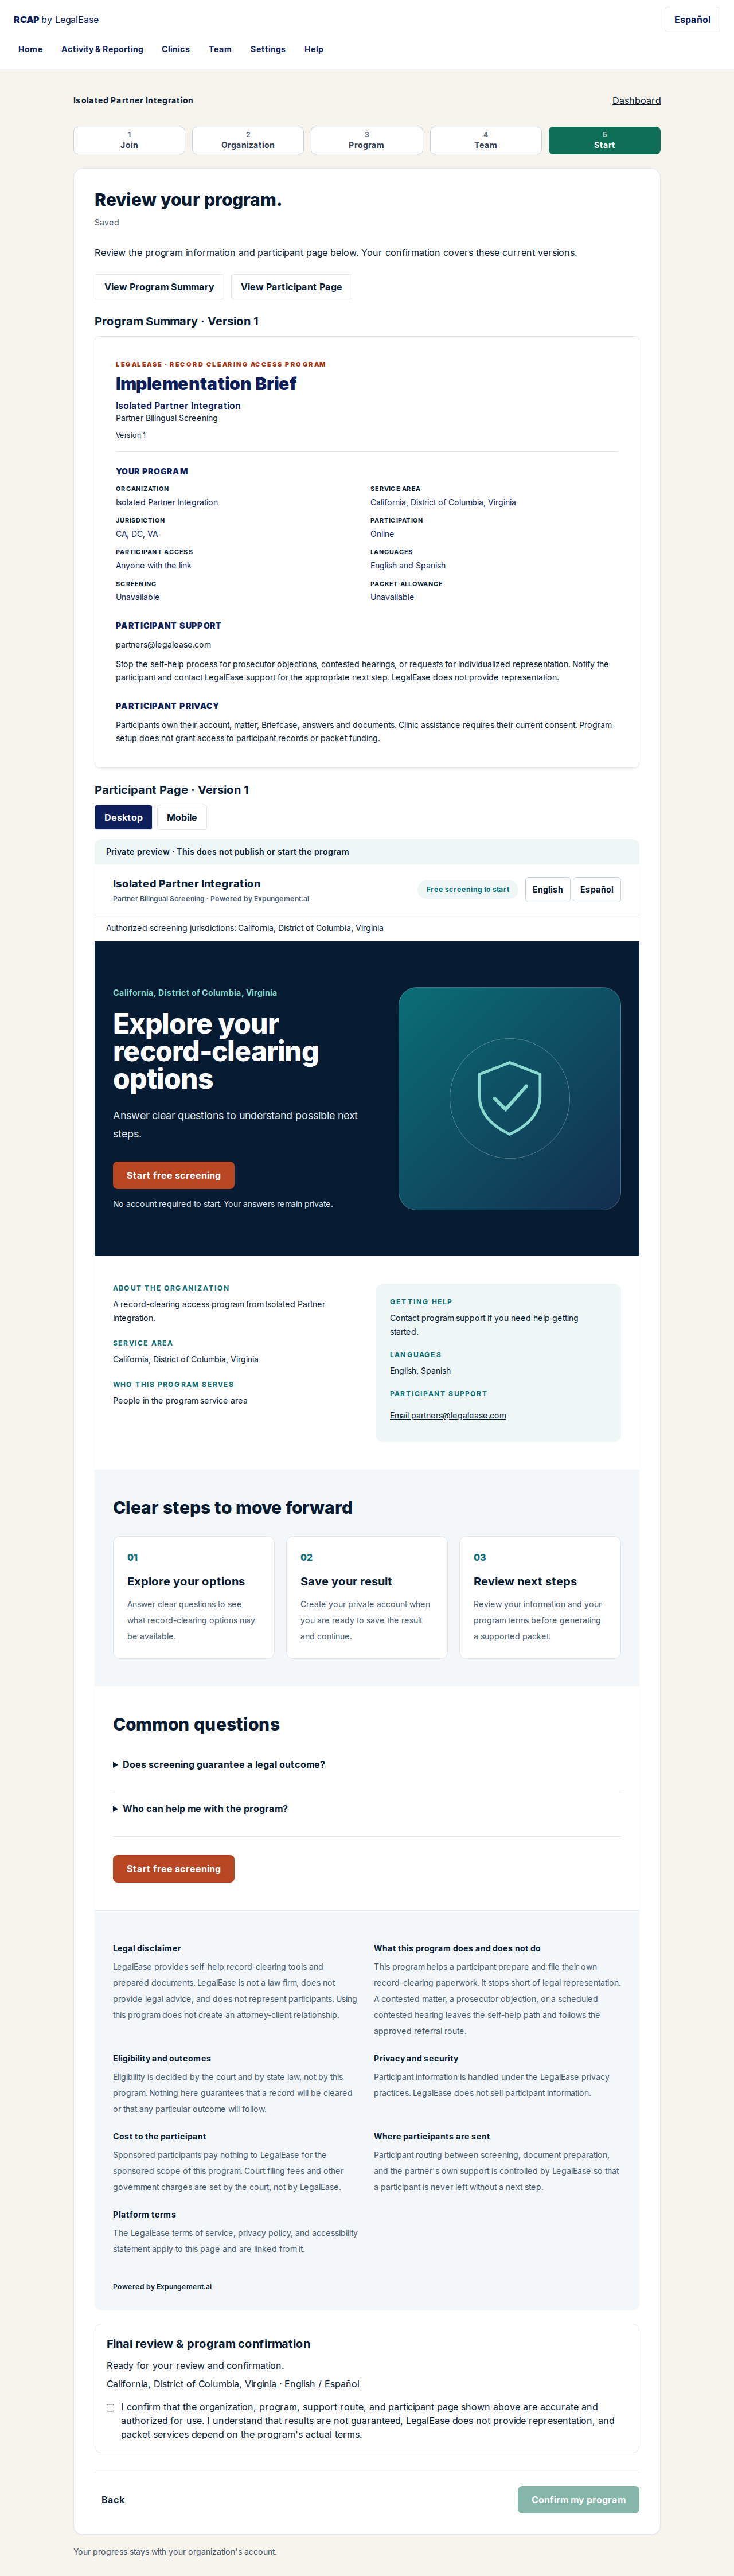 RCAP by LegalEase
Español
Home
Activity & Reporting
Clinics
Team
Settings
Help
Isolated Partner Integration
Dashboard
1
Join
2
Organization
3
Program
4
Team
5
Start
Review your program.
Saved
Review the program information and participant page below. Your confirmation covers these current versions.
View Program Summary
View Participant Page
Program Summary · Version 1
LEGALEASE · RECORD CLEARING ACCESS PROGRAM
Implementation Brief
Isolated Partner Integration
Partner Bilingual Screening
Version 1
YOUR PROGRAM
ORGANIZATION
Isolated Partner Integration
SERVICE AREA
California, District of Columbia, Virginia
JURISDICTION
CA, DC, VA
PARTICIPATION
Online
PARTICIPANT ACCESS
Anyone with the link
LANGUAGES
English and Spanish
SCREENING
Unavailable
PACKET ALLOWANCE
Unavailable
PARTICIPANT SUPPORT
partners@legalease.com
Stop the self-help process for prosecutor objections, contested hearings, or requests for individualized representation. Notify the
participant and contact LegalEase support for the appropriate next step. LegalEase does not provide representation.
PARTICIPANT PRIVACY
Participants own their account, matter, Briefcase, answers and documents. Clinic assistance requires their current consent. Program
setup does not grant access to participant records or packet funding.
Participant Page · Version 1
Desktop
Mobile
Private preview · This does not publish or start the program
Isolated Partner Integration
Partner Bilingual Screening · Powered by Expungement.ai
Free screening to start
English
Español
Authorized screening jurisdictions: California, District of Columbia, Virginia
California, District of Columbia, Virginia
Explore your
record-clearing
options
Answer clear questions to understand possible next
steps.
Start free screening
No account required to start. Your answers remain private.
ABOUT THE ORGANIZATION
A record-clearing access program from Isolated Partner
Integration.
SERVICE AREA
California, District of Columbia, Virginia
WHO THIS PROGRAM SERVES
People in the program service area
GETTING HELP
Contact program support if you need help getting
started.
LANGUAGES
English, Spanish
PARTICIPANT SUPPORT
Email partners@legalease.com
Clear steps to move forward
01
Explore your options
Answer clear questions to see
what record-clearing options may
be available.
02
Save your result
Create your private account when
you are ready to save the result
and continue.
03
Review next steps
Review your information and your
program terms before generating
a supported packet.
Common questions
Does screening guarantee a legal outcome?
Who can help me with the program?
Start free screening
Legal disclaimer
LegalEase provides self-help record-clearing tools and
prepared documents. LegalEase is not a law firm, does not
provide legal advice, and does not represent participants. Using
this program does not create an attorney-client relationship.
What this program does and does not do
This program helps a participant prepare and file their own
record-clearing paperwork. It stops short of legal representation.
A contested matter, a prosecutor objection, or a scheduled
contested hearing leaves the self-help path and follows the
approved referral route.
Eligibility and outcomes
Eligibility is decided by the court and by state law, not by this
program. Nothing here guarantees that a record will be cleared
or that any particular outcome will follow.
Privacy and security
Participant information is handled under the LegalEase privacy
practices. LegalEase does not sell participant information.
Cost to the participant
Sponsored participants pay nothing to LegalEase for the
sponsored scope of this program. Court filing fees and other
government charges are set by the court, not by LegalEase.
Where participants are sent
Participant routing between screening, document preparation,
and the partner's own support is controlled by LegalEase so that
a participant is never left without a next step.
Platform terms
The LegalEase terms of service, privacy policy, and accessibility
statement apply to this page and are linked from it.
Powered by Expungement.ai
Final review & program confirmation
Ready for your review and confirmation.
California, District of Columbia, Virginia · English / Español
I confirm that the organization, program, support route, and participant page shown above are accurate and
authorized for use. I understand that results are not guaranteed, LegalEase does not provide representation, and
packet services depend on the program's actual terms.
Back
Confirm my program
Your progress stays with your organization's account.